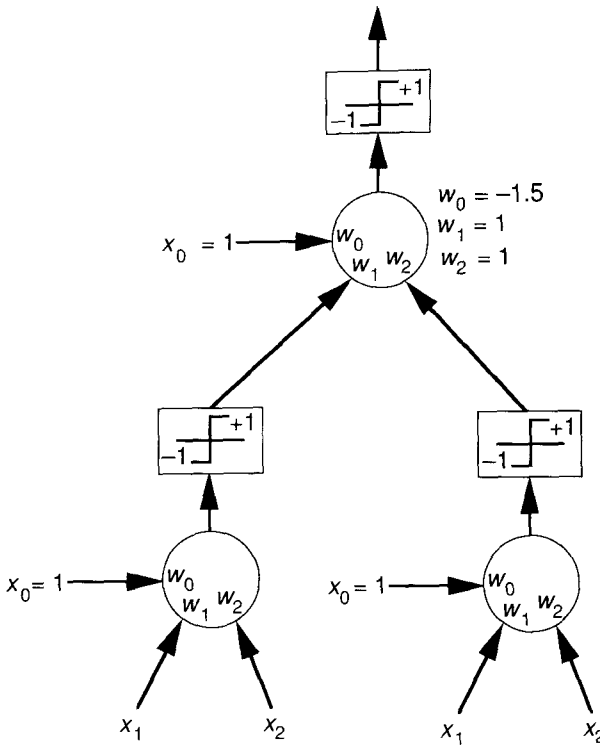 +1
−1
w₀ = −1.5
w₁ = 1
w₂ = 1
x₀ = 1
w₀
w₁ w₂
+1
−1
+1
−1
x₀ = 1
w₀
w₁ w₂
x₀ = 1
w₀
w₁ w₂
x₁ x₂
x₁ x₂